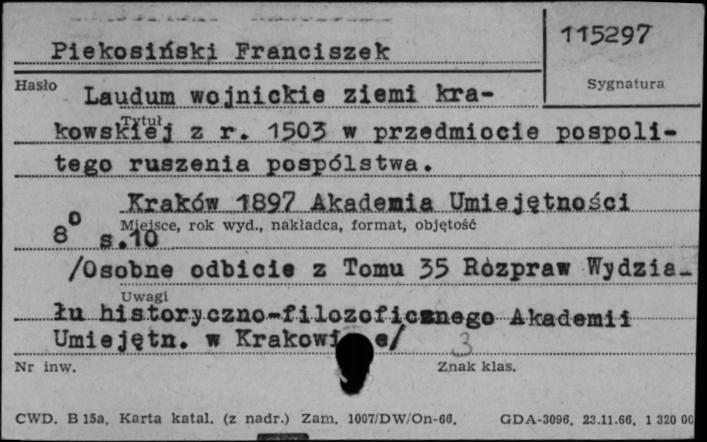 115297
Piekosiński Franciszek
Hasło
Sygnatura
Laudum wojnickie ziemi kra-
Tytuł
kowskiej z r. 1503 w przedmiocie pospoli-
tego ruszenia pospólstwa.
Kraków 1897 Akademia Umiejętności
Miejsce, rok wyd., nakładca, format, objętość
8° s.10
/Osobne odbicie z Tomu 35 Rózpraw Wydzia-
Uwagi
łu historyczno-filozoficznego Akademii
Umiejętn. w Krakowie/
3
Nr inw.
Znak klas.
CWD. B 15a. Karta katal. (z nadr.) Zam. 1007/DW/On-66. GDA-3096. 23.11.66. 1 320 00